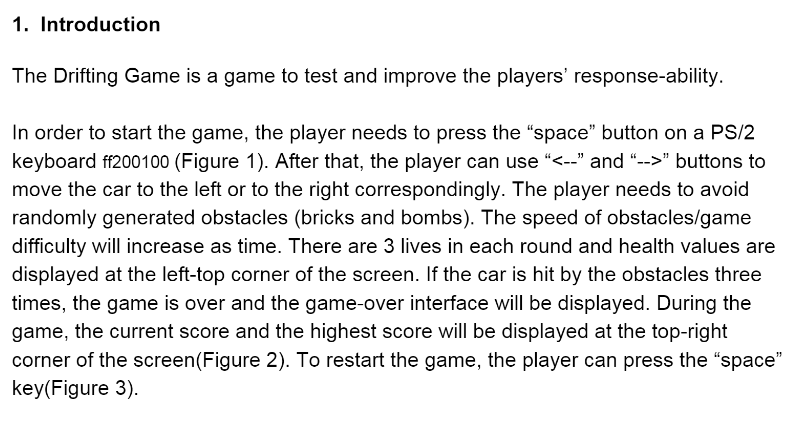 1. Introduction
The Drifting Game is a game to test and improve the players’ response-ability.
In order to start the game, the player needs to press the “space” button on a PS/2
keyboard ff200100 (Figure 1). After that, the player can use “<--” and “-->” buttons to
move the car to the left or to the right correspondingly. The player needs to avoid
randomly generated obstacles (bricks and bombs). The speed of obstacles/game
difficulty will increase as time. There are 3 lives in each round and health values are
displayed at the left-top corner of the screen. If the car is hit by the obstacles three
times, the game is over and the game-over interface will be displayed. During the
game, the current score and the highest score will be displayed at the top-right
corner of the screen(Figure 2). To restart the game, the player can press the “space”
key(Figure 3).